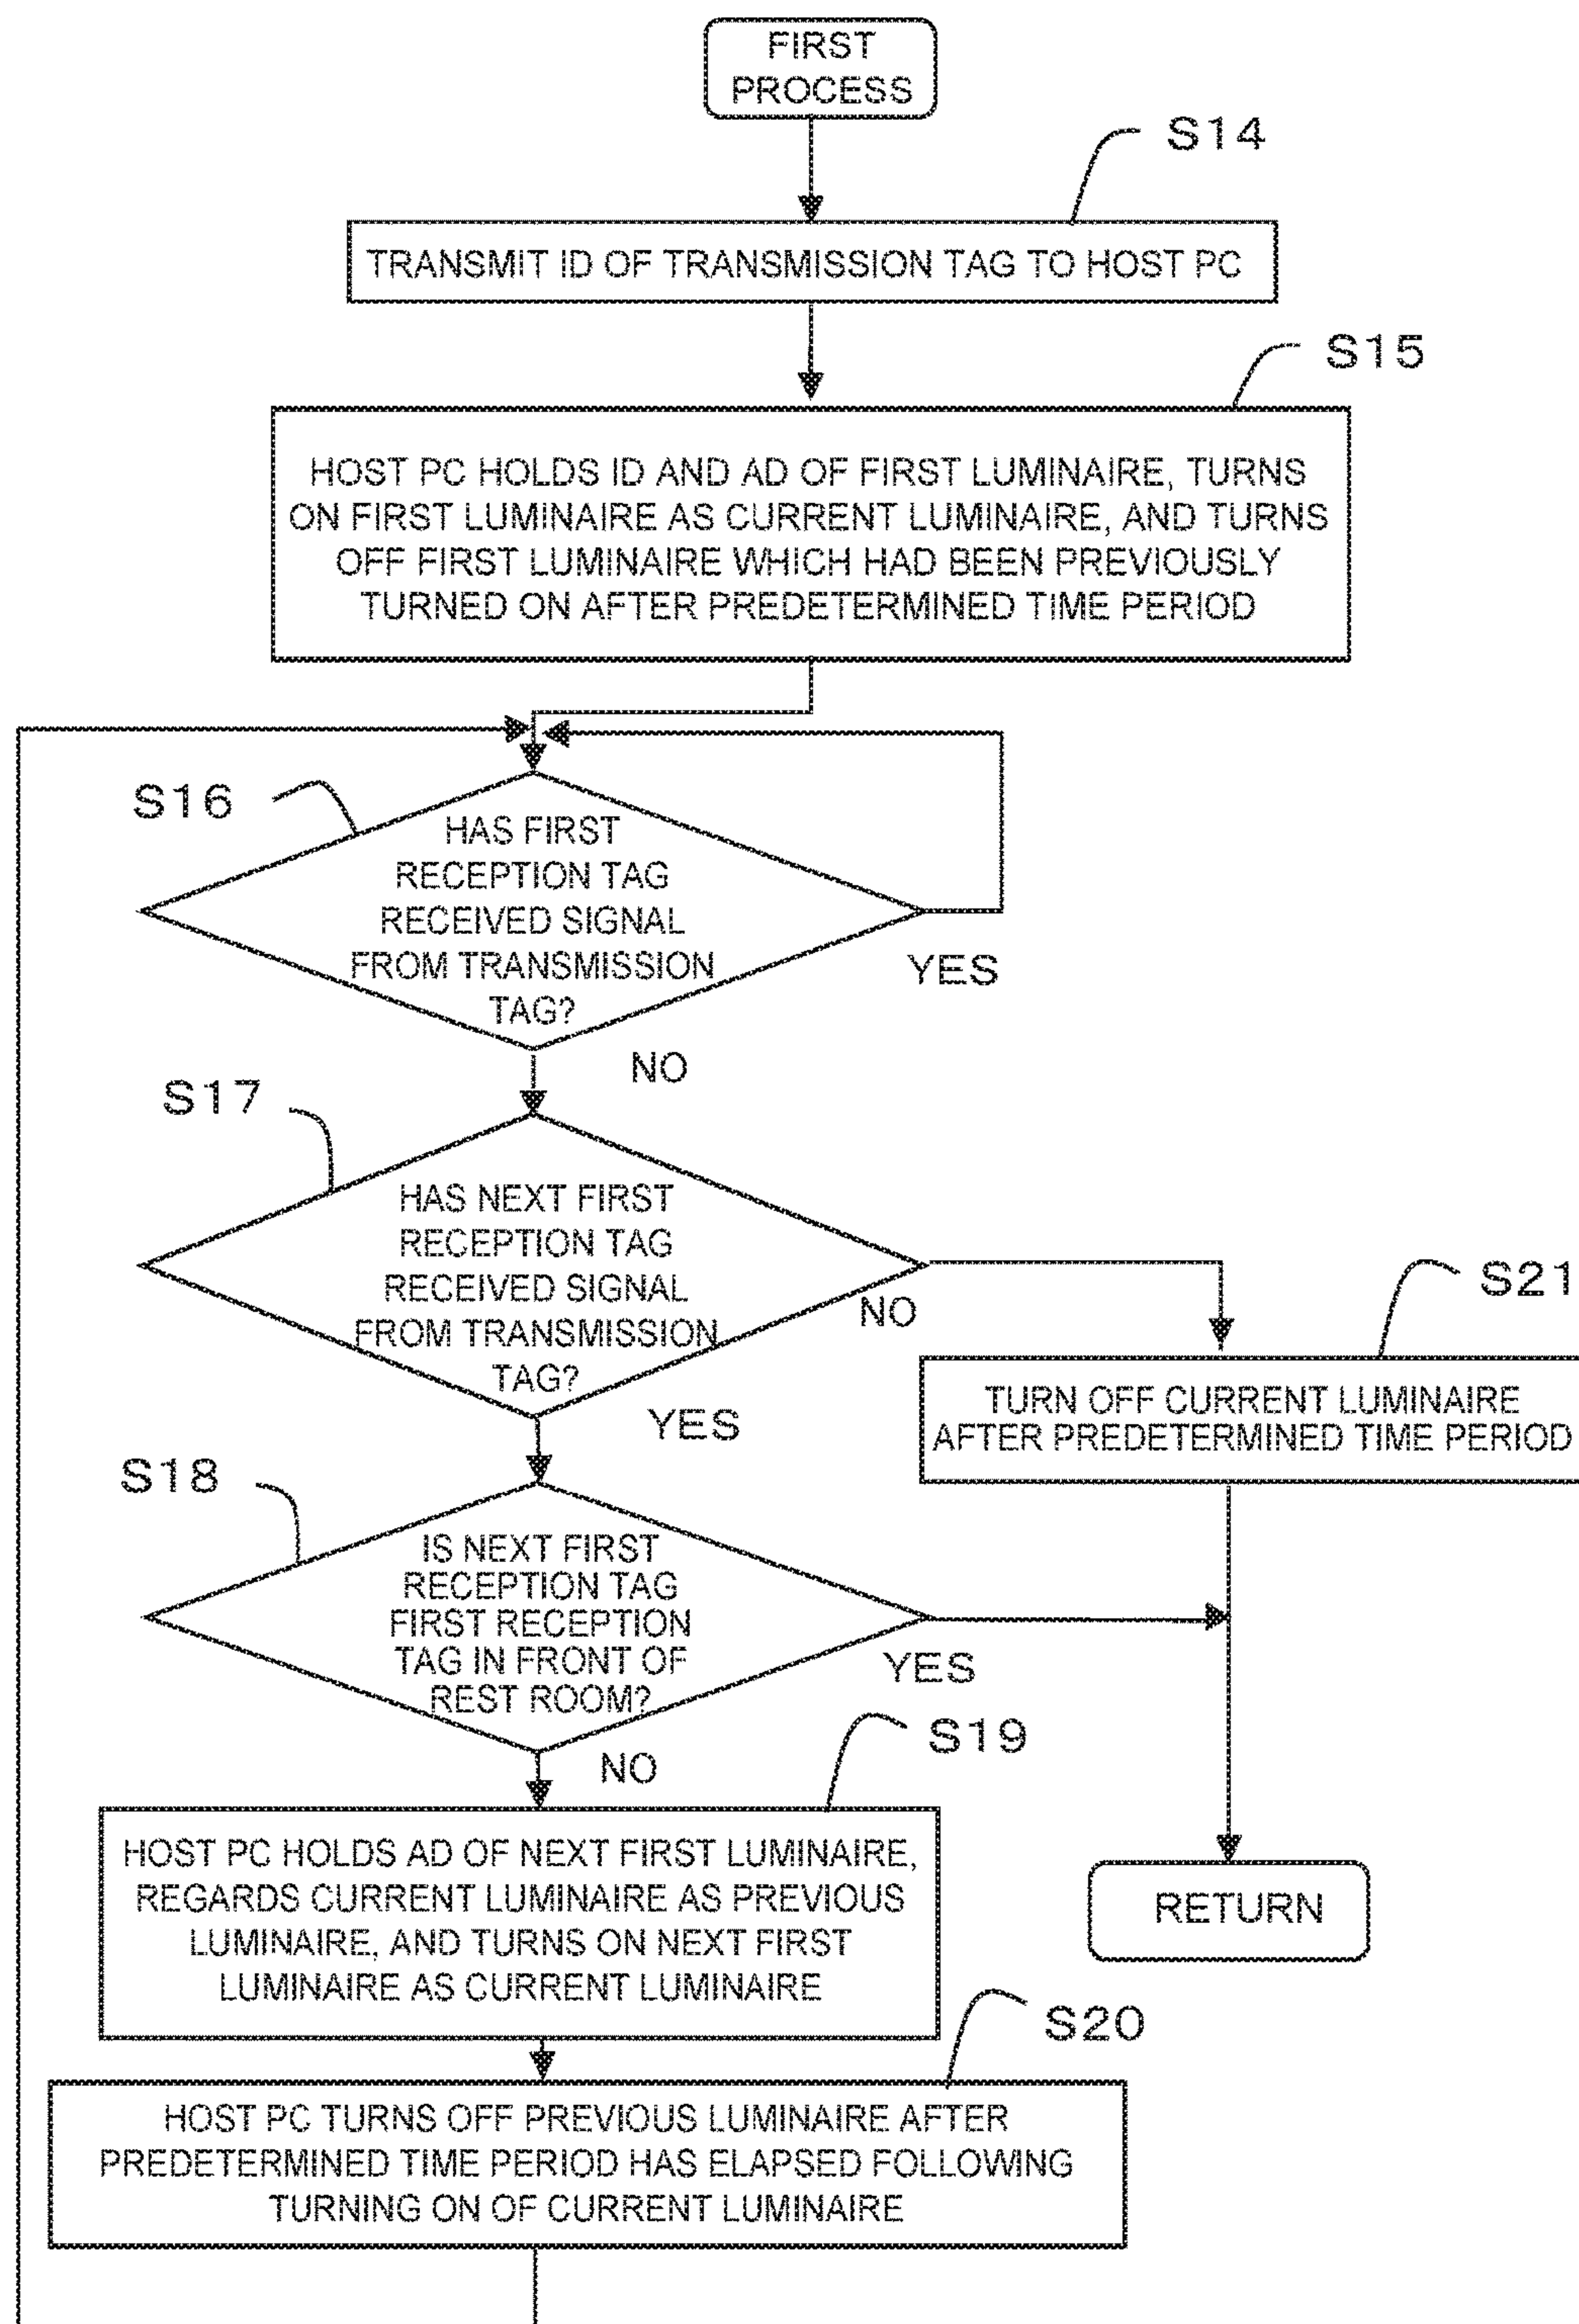 FIRST
PROCESS
S14
TRANSMIT ID OF TRANSMISSION TAG TO HOST PC
S15
HOST PC HOLDS ID AND AD OF FIRST LUMINAIRE, TURNS
ON FIRST LUMINAIRE AS CURRENT LUMINAIRE, AND TURNS
OFF FIRST LUMINAIRE WHICH HAD BEEN PREVIOUSLY
TURNED ON AFTER PREDETERMINED TIME PERIOD
S16
HAS FIRST
RECEPTION TAG
RECEIVED SIGNAL
FROM TRANSMISSION
TAG?
YES
NO
S17
HAS NEXT FIRST
RECEPTION TAG
RECEIVED SIGNAL
FROM TRANSMISSION
TAG?
NO
YES
S21
TURN OFF CURRENT LUMINAIRE
AFTER PREDETERMINED TIME PERIOD
S18
IS NEXT FIRST
RECEPTION TAG
FIRST RECEPTION
TAG IN FRONT OF
REST ROOM?
YES
NO
S19
HOST PC HOLDS AD OF NEXT FIRST LUMINAIRE,
REGARDS CURRENT LUMINAIRE AS PREVIOUS
LUMINAIRE, AND TURNS ON NEXT FIRST
LUMINAIRE AS CURRENT LUMINAIRE
RETURN
S20
HOST PC TURNS OFF PREVIOUS LUMINAIRE AFTER
PREDETERMINED TIME PERIOD HAS ELAPSED FOLLOWING
TURNING ON OF CURRENT LUMINAIRE